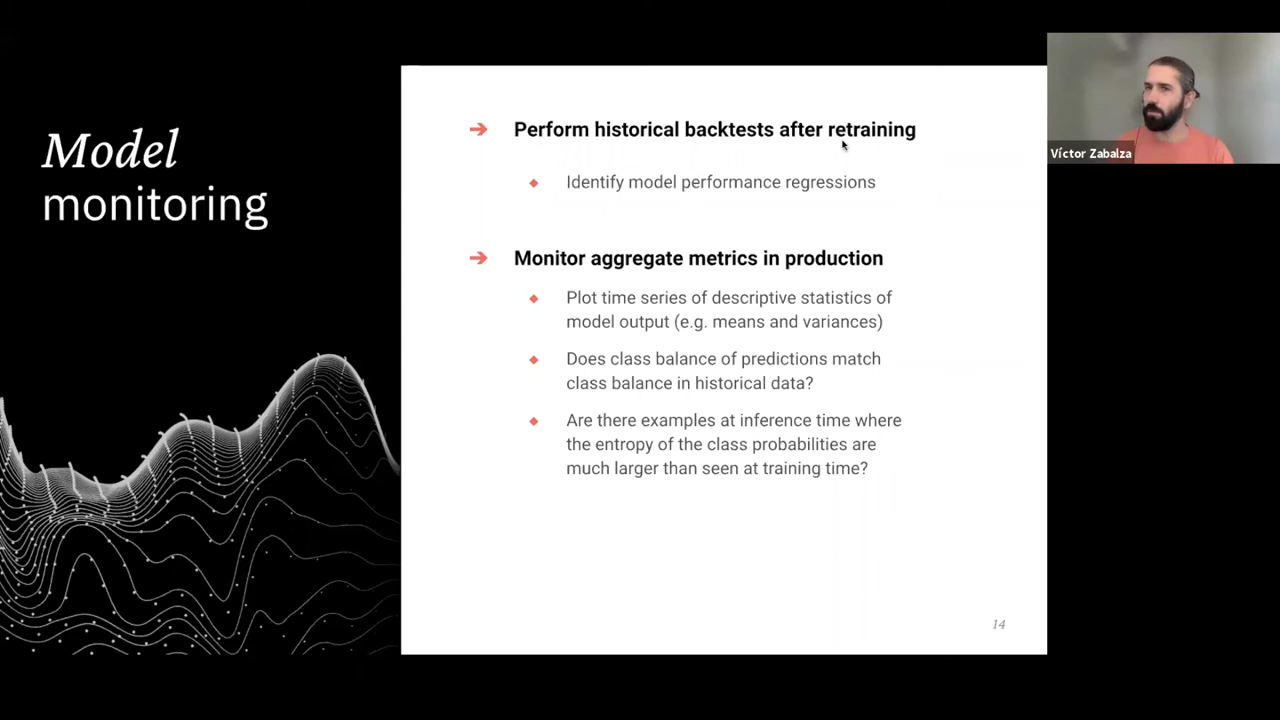 Model
monitoring
Perform historical backtests after retraining
Identify model performance regressions
Monitor aggregate metrics in production
Plot time series of descriptive statistics of
model output (e.g. means and variances)
Does class balance of predictions match
class balance in historical data?
Are there examples at inference time where
the entropy of the class probabilities are
much larger than seen at training time?
14
Víctor Zabalza